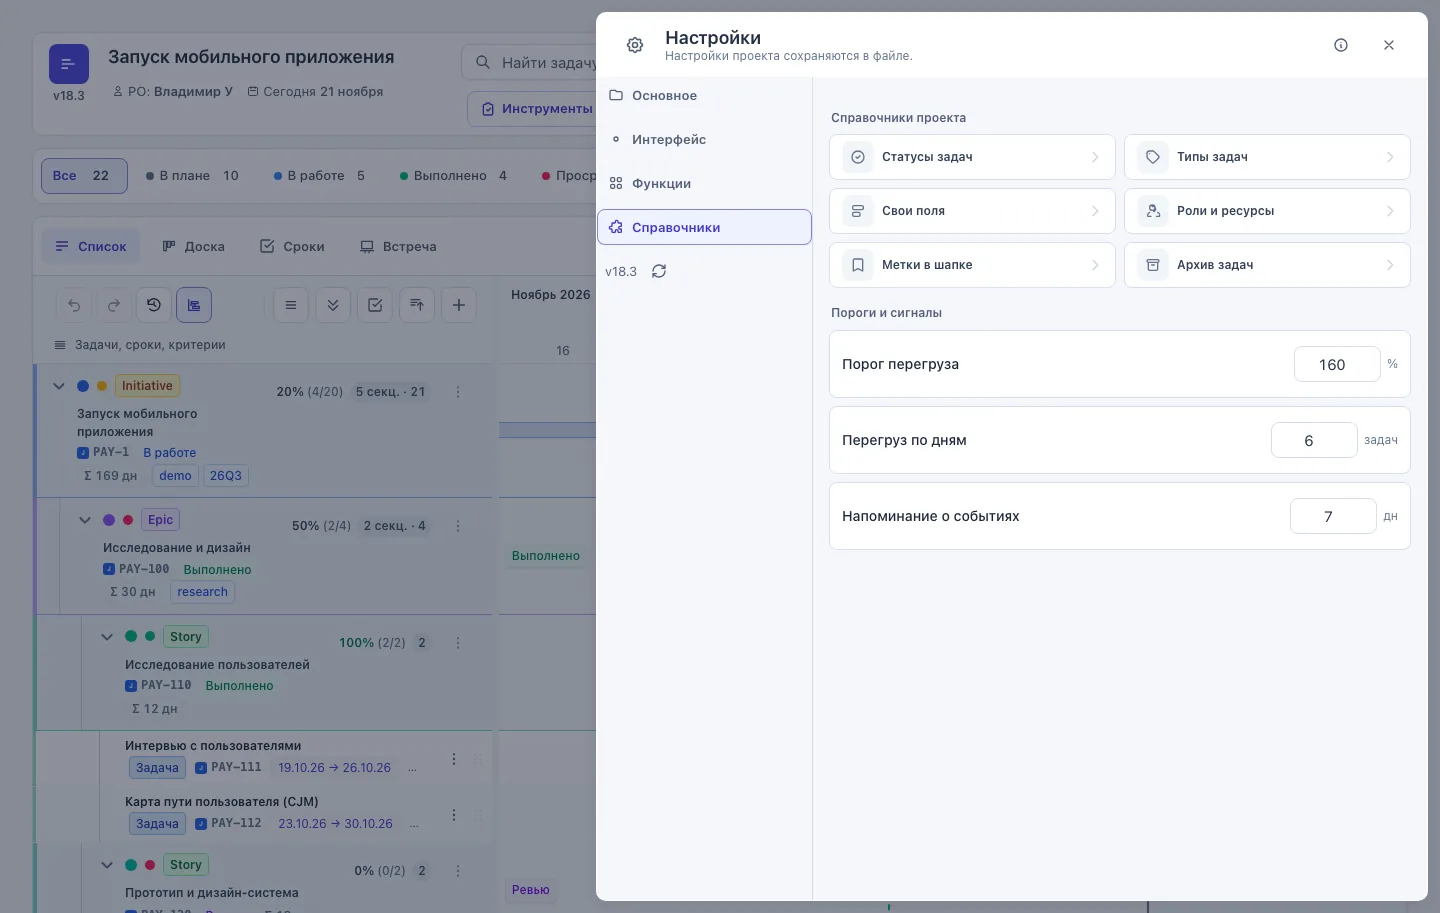 Запуск мобильного приложения
v18.3
PO: Владимир У
Сегодня 21 ноября
Найти задачу
Инструменты
Все 22
В плане 10
В работе 5
Выполнено 4
Список
Доска
Сроки
Встреча
Ноябрь 2026
Задачи, сроки, критерии
16
Initiative
20% (4/20)
5 секц. · 21
Запуск мобильного
приложения
PAY-1 В работе
Σ 169 дн demo 26Q3
Epic
50% (2/4)
2 секц. · 4
Исследование и дизайн
PAY-100 Выполнено
Σ 30 дн research
Выполнено
Story
100% (2/2) 2
Исследование пользователей
PAY-110 Выполнено
Σ 12 дн
Интервью с пользователями
Задача PAY-111 19.10.26 → 26.10.26 ...
Карта пути пользователя (CJM)
Задача PAY-112 23.10.26 → 30.10.26 ...
Story
0% (0/2) 2
Прототип и дизайн-система
Ревью
Настройки
Настройки проекта сохраняются в файле.
Основное
Интерфейс
Функции
Справочники
v18.3
Справочники проекта
Статусы задач
Типы задач
Свои поля
Роли и ресурсы
Метки в шапке
Архив задач
Пороги и сигналы
Порог перегруза 160 %
Перегруз по дням 6 задач
Напоминание о событиях 7 дн